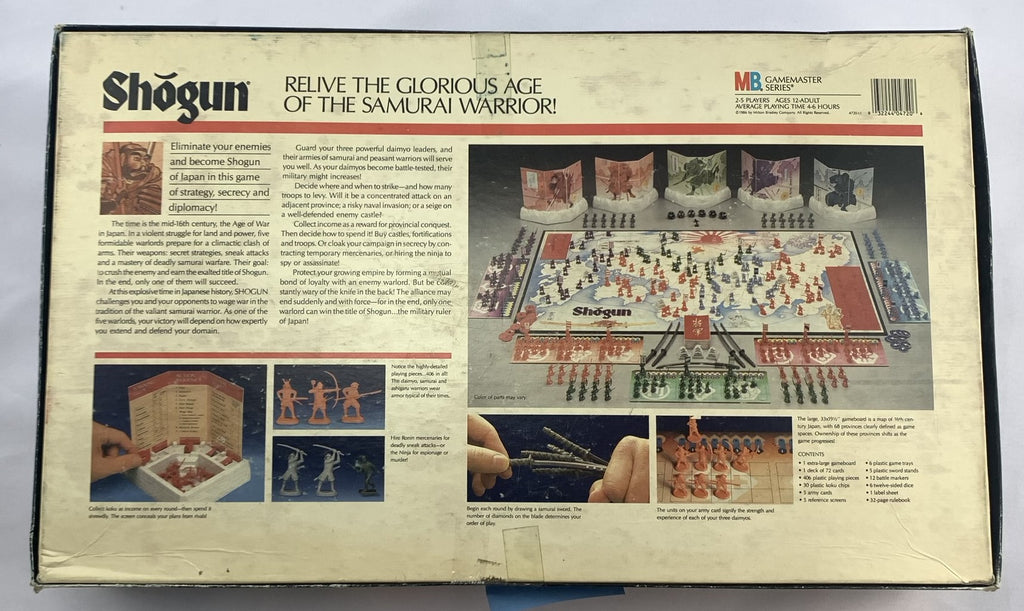 Shōgun®
RELIVE THE GLORIOUS AGE
OF THE SAMURAI WARRIOR!
MB®
GAMEMASTER
SERIES®
2-5 PLAYERS AGES 12-ADULT
AVERAGE PLAYING TIME 4-6 HOURS
©1986 by Milton Bradley Company All Rights Reserved.
Eliminate your enemies
and become Shogun
of Japan in this game
of strategy, secrecy and
diplomacy!
The time is the mid-16th century, the Age of War
in Japan. In a violent struggle for land and power, five
formidable warlords prepare for a climactic clash of
arms. Their weapons: secret strategies, sneak attacks
and a mastery of deadly samurai warfare. Their goal:
to crush the enemy and earn the exalted title of Shogun.
In the end, only one of them will succeed.
At this explosive time in Japanese history, SHOGUN
challenges you and your opponents to wage war in the
tradition of the valiant samurai warrior. As one of the
five warlords, your victory will depend on how expertly
you extend and defend your domain.
Guard your three powerful daimyo leaders, and
their armies of samurai and peasant warriors will serve
you well. As your daimyos become battle-tested, their
military might increases!
Decide where and when to strike—and how many
troops to levy. Will it be a concentrated attack on an
adjacent province; a risky naval invasion; or a seige on
a well-defended enemy castle?
Collect income as a reward for provincial conquest.
Then decide how to spend it! Buy castles, fortifications
and troops. Or cloak your campaign in secrecy by con-
tracting temporary mercenaries, or hiring the ninja to
spy or assassinate!
Protect your growing empire by forming a mutual
bond of loyalty with an enemy warlord. But be con-
stantly wary of the knife in the back! The alliance may
end suddenly and with force—for in the end, only one
warlord can win the title of Shogun...the military ruler
of Japan!
Shōgun
将
軍
Color of parts may vary.
Notice the highly-detailed
playing pieces...406 in all!
The daimyo, samurai and
ashigaru warriors wear
armor typical of their times.
Hire Ronin mercenaries for
deadly sneak attacks—or
the Ninja for espionage or
murder!
Collect koku as income on every round—then spend it
shrewdly. The screen conceals your plans from rivals!
Begin each round by drawing a samurai sword. The
number of diamonds on the blade determines your
order of play.
The units on your army card signify the strength and
experience of each of your three daimyos.
The large, gameboard is a map of 16th cen-
tury Japan, with 68 provinces clearly defined as game
spaces. Ownership of these provinces shifts as the
game progresses!
CONTENTS
• 1 extra-large gameboard
• 1 deck of 72 cards
• 406 plastic playing pieces
• 30 plastic koku chips
• 5 army cards
• 5 reference screens
• 6 plastic game trays
• 5 plastic sword stands
• 12 battle markers
• 6 twelve-sided dice
• 1 label sheet
• 32-page rulebook